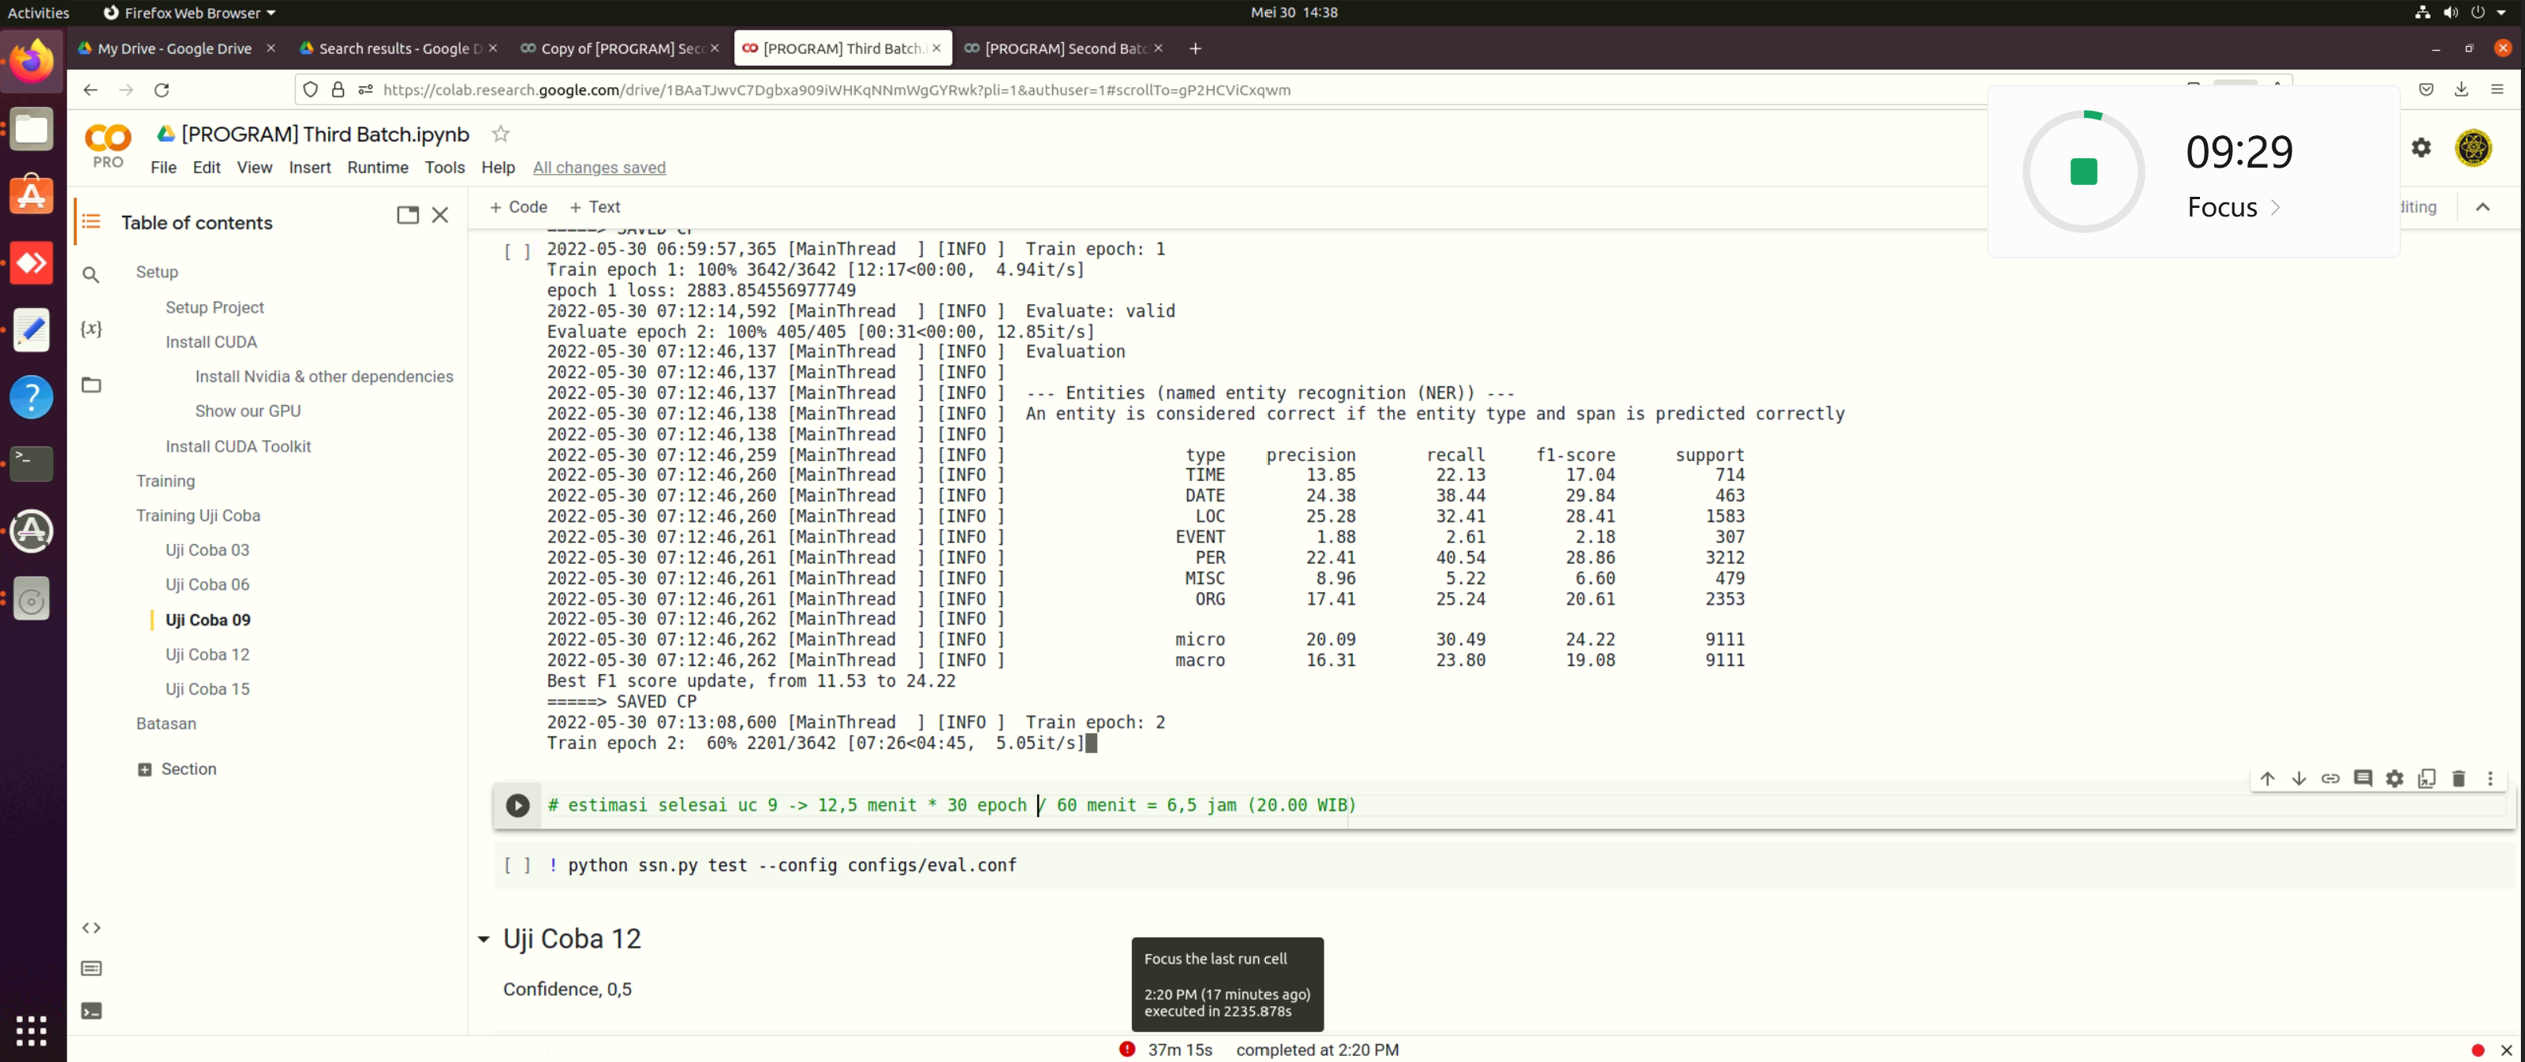 Activities
Firefox Web Browser
Mei 30 14:38
My Drive - Google Drive
Search results - Google D
Copy of [PROGRAM] Sec
[PROGRAM] Third Batch.i
[PROGRAM] Second Batc
https://colab.research.google.com/drive/1BAaTJwvC7Dgbxa909iWHKqNNmWgGYRwk?pli=1&authuser=1#scrollTo=gP2HCViCxqwm
PRO
[PROGRAM] Third Batch.ipynb
File Edit View Insert Runtime Tools Help All changes saved
09:29
Focus
+ Code + Text
diting
Table of contents
Setup
Setup Project
Install CUDA
Install Nvidia & other dependencies
Show our GPU
Install CUDA Toolkit
Training
Training Uji Coba
Uji Coba 03
Uji Coba 06
Uji Coba 09
Uji Coba 12
Uji Coba 15
Batasan
Section
=====> SAVED CP
[ ] 2022-05-30 06:59:57,365 [MainThread  ] [INFO ]  Train epoch: 1
Train epoch 1: 100% 3642/3642 [12:17<00:00,  4.94it/s]
epoch 1 loss: 2883.854556977749
2022-05-30 07:12:14,592 [MainThread  ] [INFO ]  Evaluate: valid
Evaluate epoch 2: 100% 405/405 [00:31<00:00, 12.85it/s]
2022-05-30 07:12:46,137 [MainThread  ] [INFO ]  Evaluation
2022-05-30 07:12:46,137 [MainThread  ] [INFO ]
2022-05-30 07:12:46,137 [MainThread  ] [INFO ]  --- Entities (named entity recognition (NER)) ---
2022-05-30 07:12:46,138 [MainThread  ] [INFO ]  An entity is considered correct if the entity type and span is predicted correctly
2022-05-30 07:12:46,138 [MainThread  ] [INFO ]
2022-05-30 07:12:46,259 [MainThread  ] [INFO ]  type precision recall f1-score support
2022-05-30 07:12:46,260 [MainThread  ] [INFO ]  TIME 13.85 22.13 17.04 714
2022-05-30 07:12:46,260 [MainThread  ] [INFO ]  DATE 24.38 38.44 29.84 463
2022-05-30 07:12:46,260 [MainThread  ] [INFO ]  LOC 25.28 32.41 28.41 1583
2022-05-30 07:12:46,261 [MainThread  ] [INFO ]  EVENT 1.88 2.61 2.18 307
2022-05-30 07:12:46,261 [MainThread  ] [INFO ]  PER 22.41 40.54 28.86 3212
2022-05-30 07:12:46,261 [MainThread  ] [INFO ]  MISC 8.96 5.22 6.60 479
2022-05-30 07:12:46,261 [MainThread  ] [INFO ]  ORG 17.41 25.24 20.61 2353
2022-05-30 07:12:46,262 [MainThread  ] [INFO ]
2022-05-30 07:12:46,262 [MainThread  ] [INFO ]  micro 20.09 30.49 24.22 9111
2022-05-30 07:12:46,262 [MainThread  ] [INFO ]  macro 16.31 23.80 19.08 9111
Best F1 score update, from 11.53 to 24.22
=====> SAVED CP
2022-05-30 07:13:08,600 [MainThread  ] [INFO ]  Train epoch: 2
Train epoch 2:  60% 2201/3642 [07:26<04:45,  5.05it/s]
# estimasi selesai uc 9 -> 12,5 menit * 30 epoch / 60 menit = 6,5 jam (20.00 WIB)
[ ] ! python ssn.py test --config configs/eval.conf
Uji Coba 12
Confidence, 0,5
Focus the last run cell
2:20 PM (17 minutes ago)
executed in 2235.878s
37m 15s completed at 2:20 PM